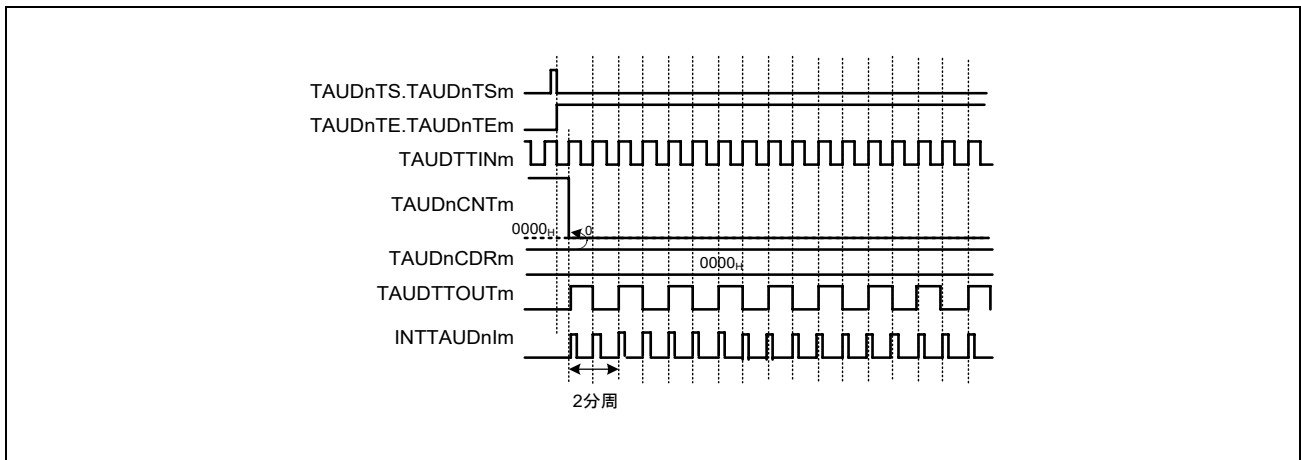 TAUDnTS.TAUDnTSm
TAUDnTE.TAUDnTEm
TAUDTTINm
TAUDnCNTm
0000H
0
TAUDnCDRm
0000H
TAUDTTOUTm
INTTAUDnIm
2分周